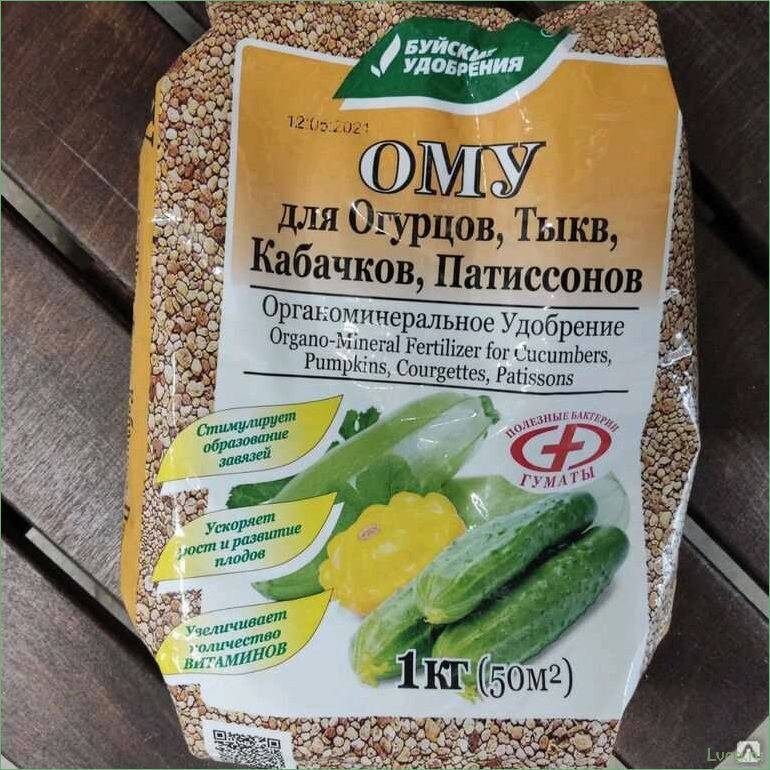 БУЙСКИЕ
УДОБРЕНИЯ
12.05.2021
ОМУ
для Огурцов, Тыкв,
Кабачков, Патиссонов
Органоминеральное Удобрение
Organo-Mineral Fertilizer for Cucumbers,
Pumpkins, Courgettes, Patissons
Стимулирует
образование
завязей
ПОЛЕЗНЫЕ БАКТЕРИИ
ГУМАТЫ
Ускоряет
рост и развитие
плодов
Увеличивает
количество
ВИТАМИНОВ
1кг (50м²)